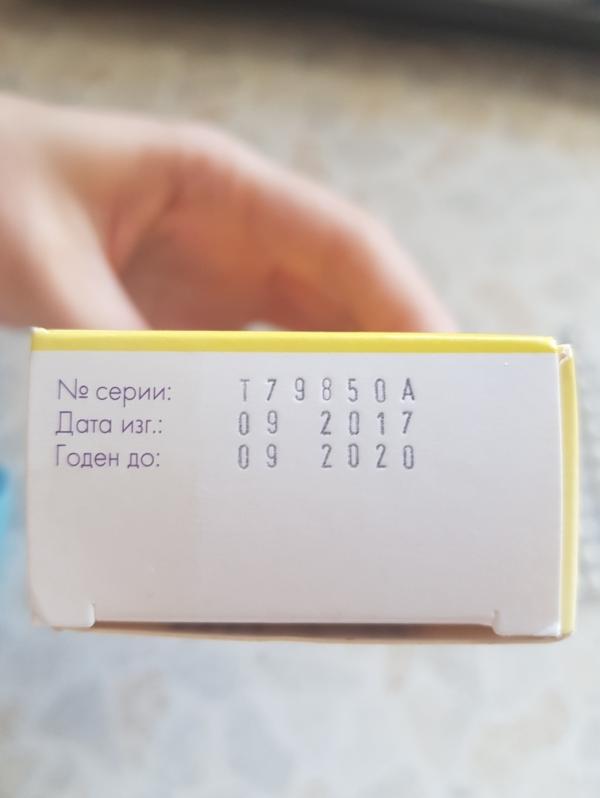 № серии: T79850A
Дата изг.: 09 2017
Годен до: 09 2020